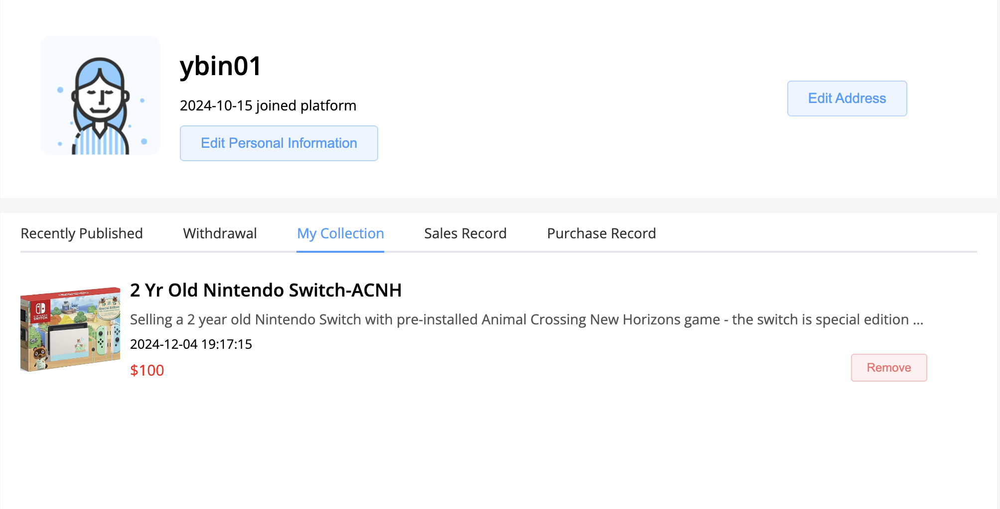 ybin01
2024-10-15 joined platform
Edit Personal Information
Edit Address
Recently Published
Withdrawal
My Collection
Sales Record
Purchase Record
NINTENDO
SWITCH
Special Edition
2 Yr Old Nintendo Switch-ACNH
Selling a 2 year old Nintendo Switch with pre-installed Animal Crossing New Horizons game - the switch is special edition ...
2024-12-04 19:17:15
$100
Remove